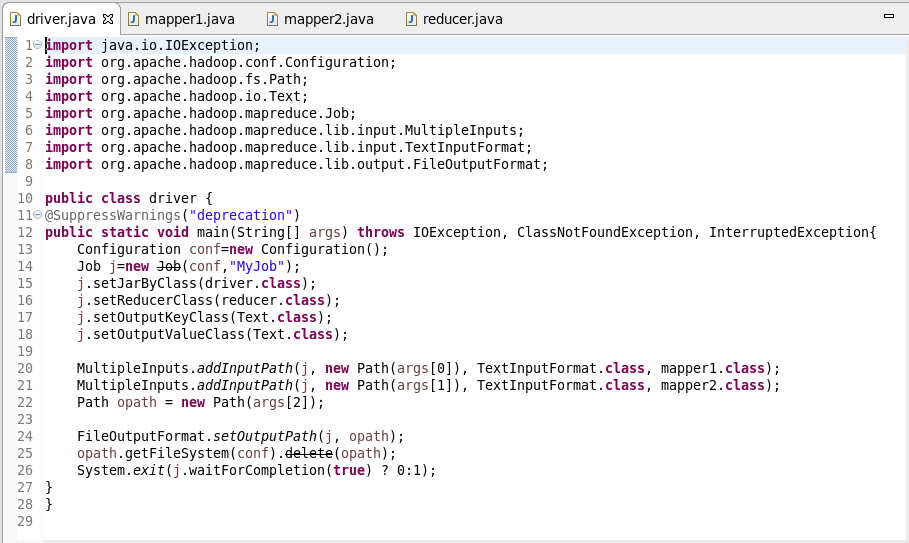 driver.java mapper1.java mapper2.java reducer.java
1 import java.io.IOException;
2 import org.apache.hadoop.conf.Configuration;
3 import org.apache.hadoop.fs.Path;
4 import org.apache.hadoop.io.Text;
5 import org.apache.hadoop.mapreduce.Job;
6 import org.apache.hadoop.mapreduce.lib.input.MultipleInputs;
7 import org.apache.hadoop.mapreduce.lib.input.TextInputFormat;
8 import org.apache.hadoop.mapreduce.lib.output.FileOutputFormat;
9
10 public class driver {
11 @SuppressWarnings("deprecation")
12 public static void main(String[] args) throws IOException, ClassNotFoundException, InterruptedException{
13     Configuration conf=new Configuration();
14     Job j=new Job(conf,"MyJob");
15     j.setJarByClass(driver.class);
16     j.setReducerClass(reducer.class);
17     j.setOutputKeyClass(Text.class);
18     j.setOutputValueClass(Text.class);
19
20     MultipleInputs.addInputPath(j, new Path(args[0]), TextInputFormat.class, mapper1.class);
21     MultipleInputs.addInputPath(j, new Path(args[1]), TextInputFormat.class, mapper2.class);
22     Path opath = new Path(args[2]);
23
24     FileOutputFormat.setOutputPath(j, opath);
25     opath.getFileSystem(conf).delete(opath);
26     System.exit(j.waitForCompletion(true) ? 0:1);
27 }
28 }
29